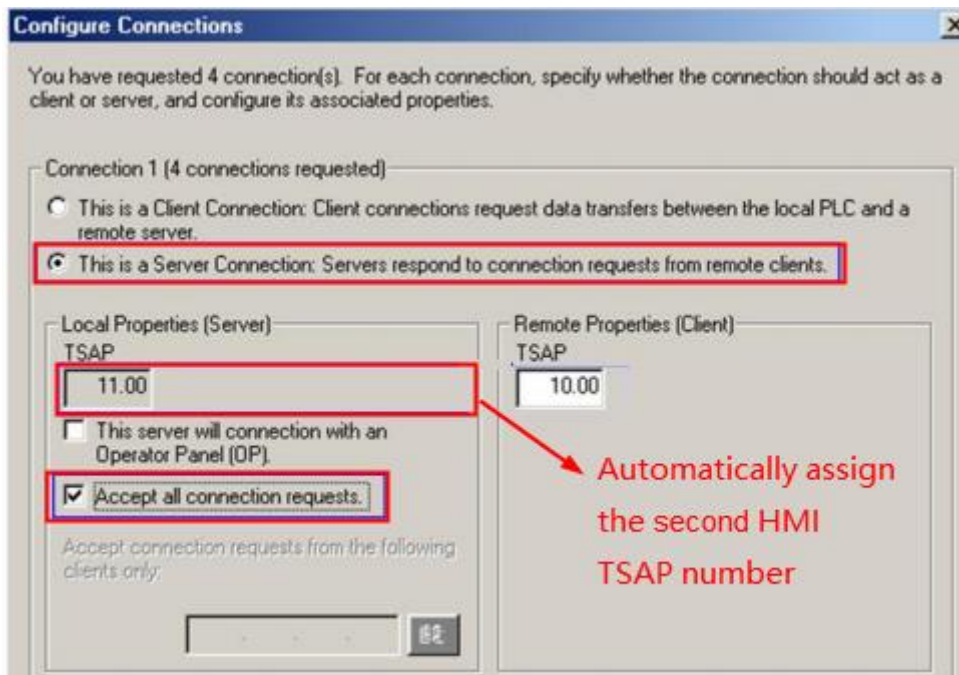 Configure Connections
You have requested 4 connection(s). For each connection, specify whether the connection should act as a
client or server, and configure its associated properties.
Connection 1 (4 connections requested)
This is a Client Connection: Client connections request data transfers between the local PLC and a
remote server.
This is a Server Connection: Servers respond to connection requests from remote clients.
Local Properties (Server)
TSAP
11.00
This server will connection with an
Operator Panel (OP).
Accept all connection requests.
Accept connection requests from the following
clients only:
Remote Properties (Client)
TSAP
10.00
Automatically assign
the second HMI
TSAP number